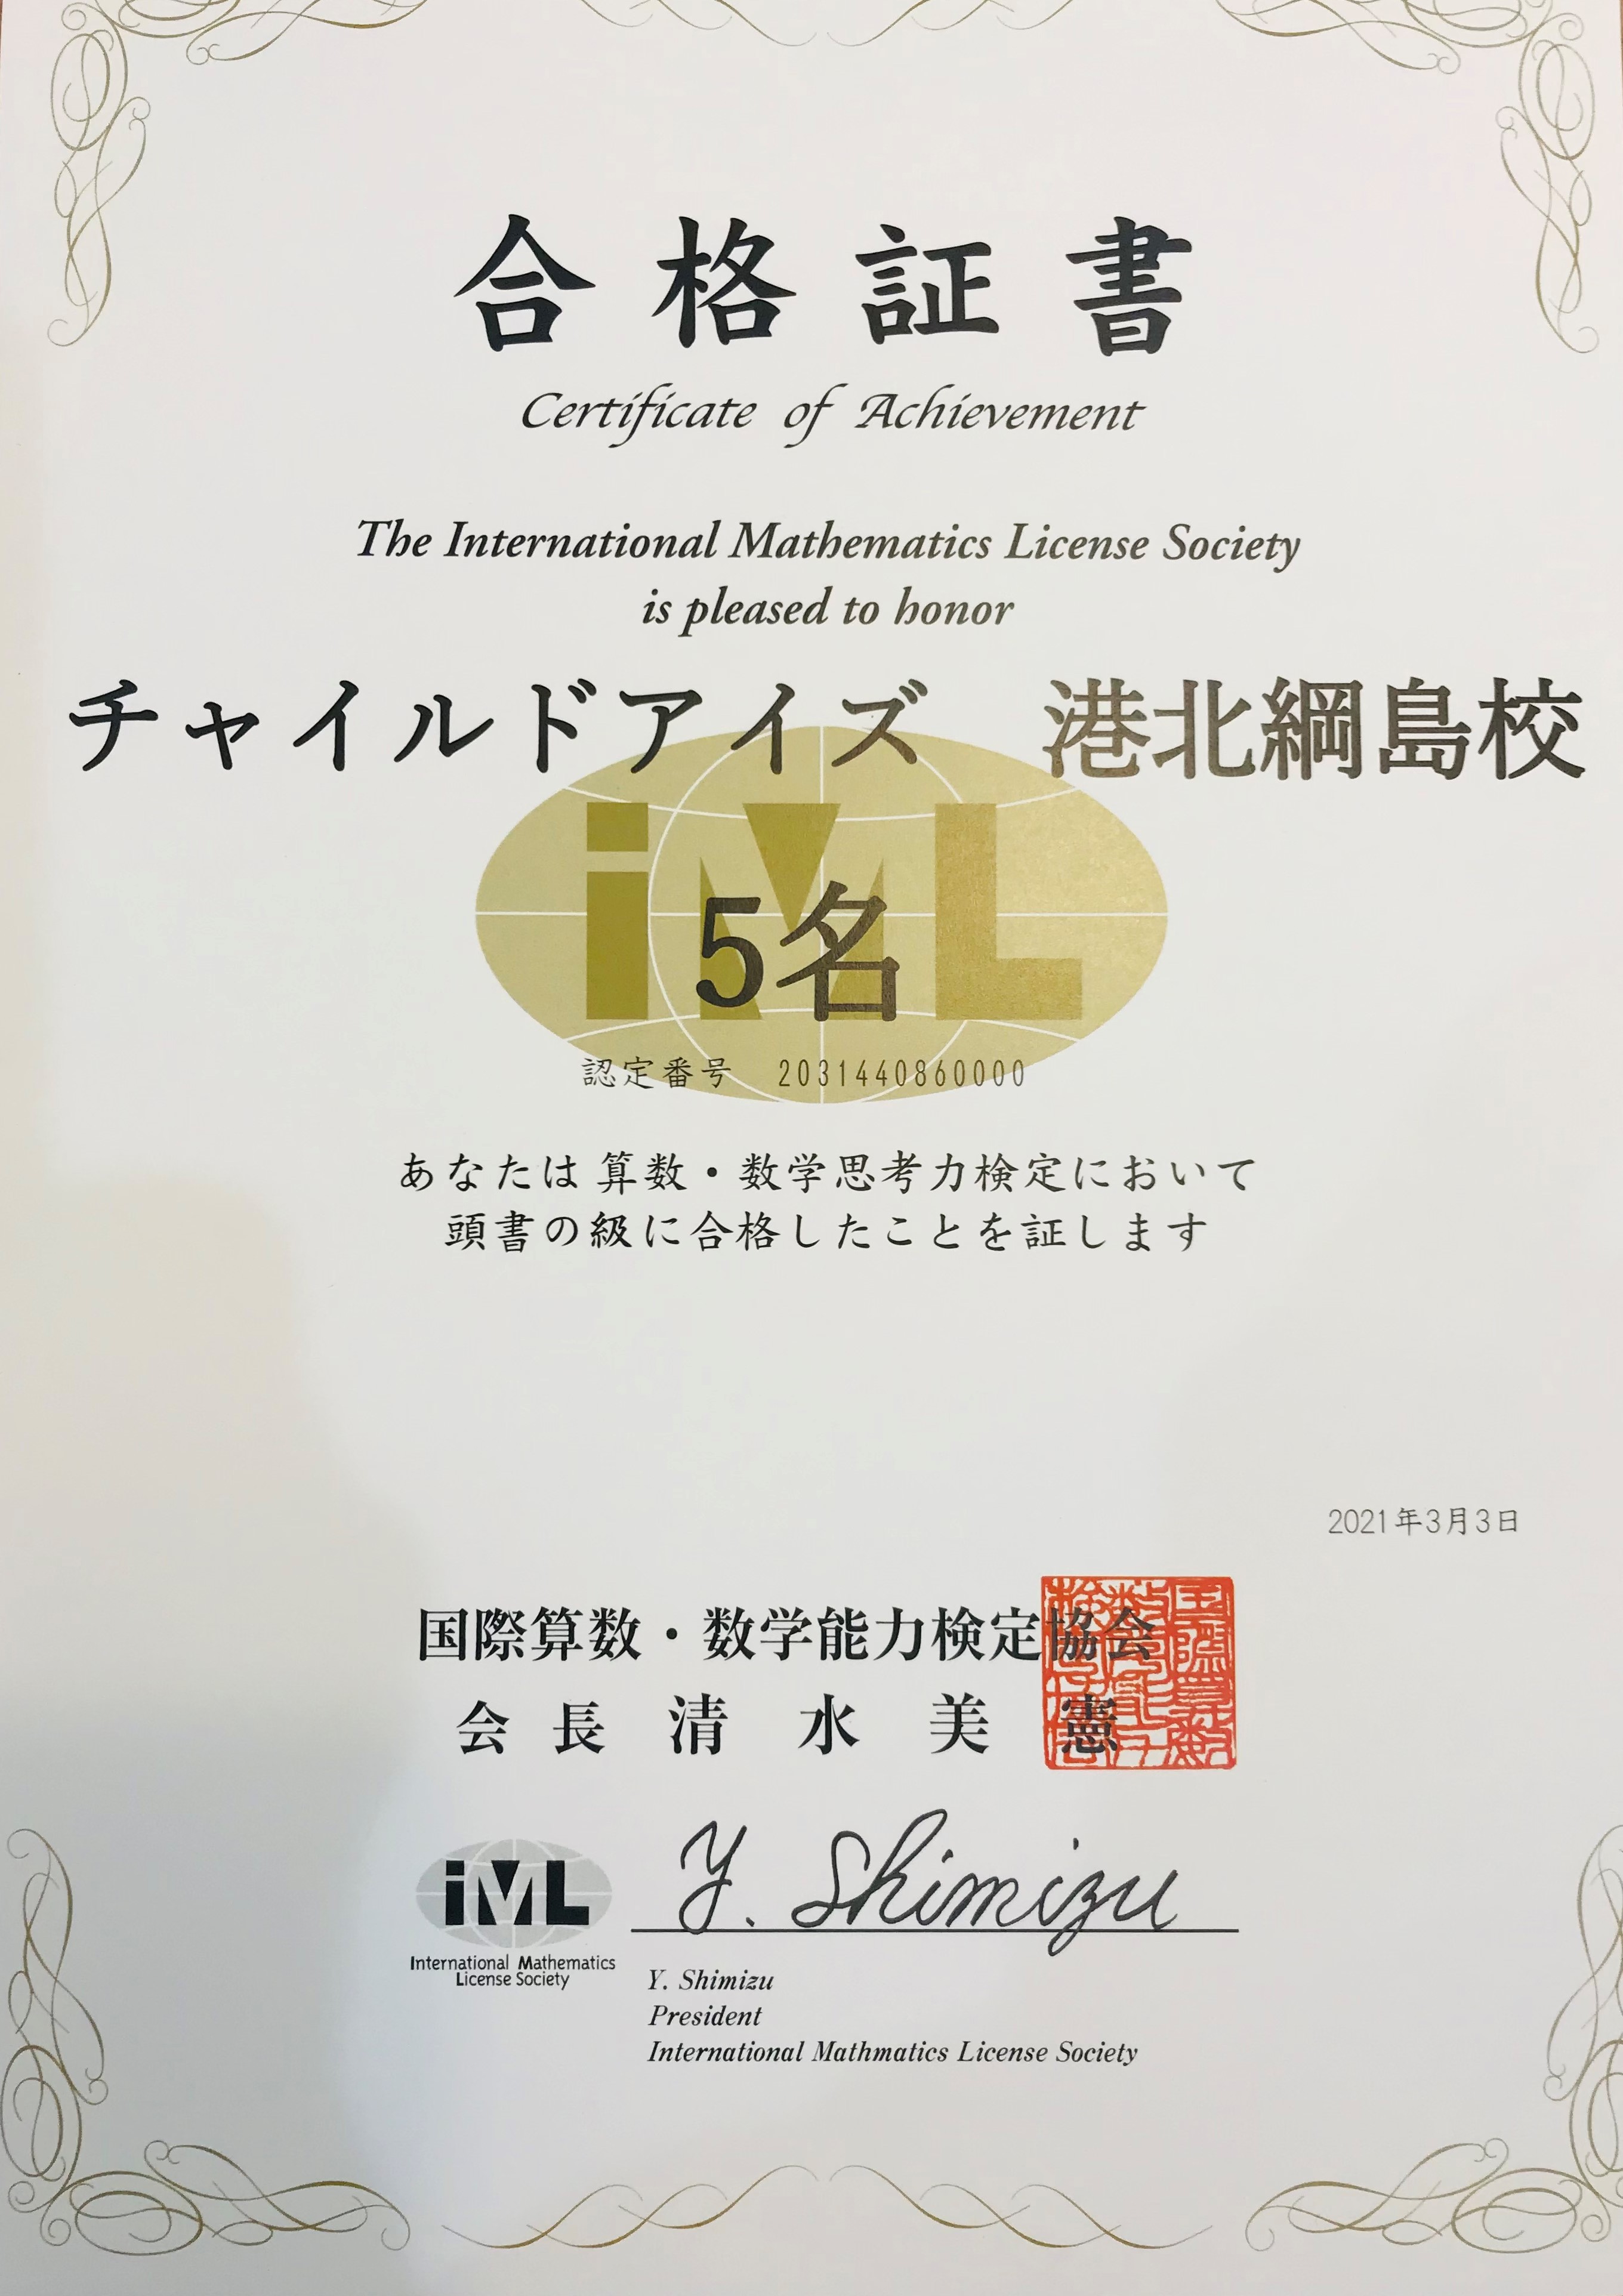 合格証書
Certificate of Achievement
The International Mathematics License Society
is pleased to honor
チャイルドアイズ　港北綱島校
iML
5名
認定番号　2031440860000
あなたは 算数・数学思考力検定において
頭書の級に合格したことを証します
2021年3月3日
国際算数・数学能力検定協会
会長 清水美憲
Y. Shimizu
iML
International Mathematics
License Society
Y. Shimizu
President
International Mathmatics License Society